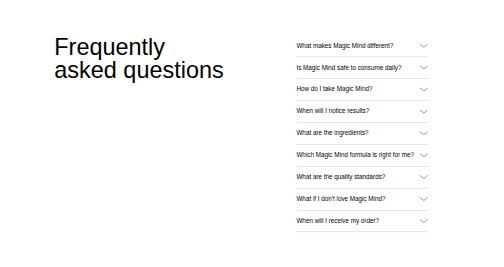 Frequently
asked questions
What makes Magic Mind different?
Is Magic Mind safe to consume daily?
How do I take Magic Mind?
When will I notice results?
What are the ingredients?
Which Magic Mind formula is right for me?
What are the quality standards?
What if I don't love Magic Mind?
When will I receive my order?